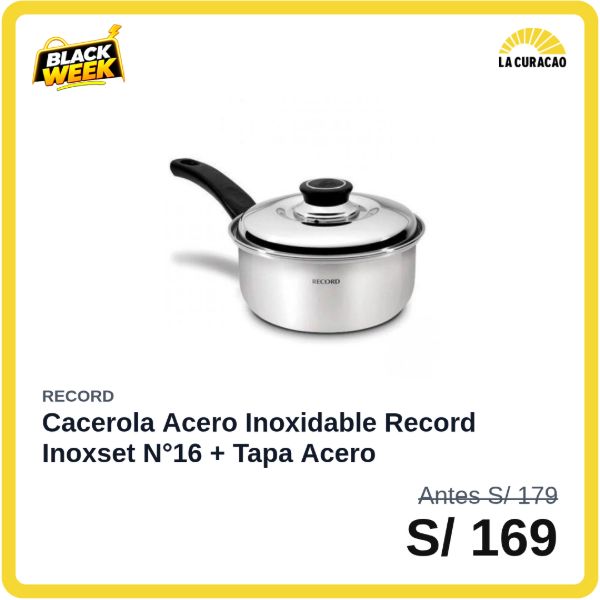 BLACK
WEEK
LA CURACAO
RECORD
RECORD
Cacerola Acero Inoxidable Record
Inoxset N°16 + Tapa Acero
Antes S/ 179
S/ 169